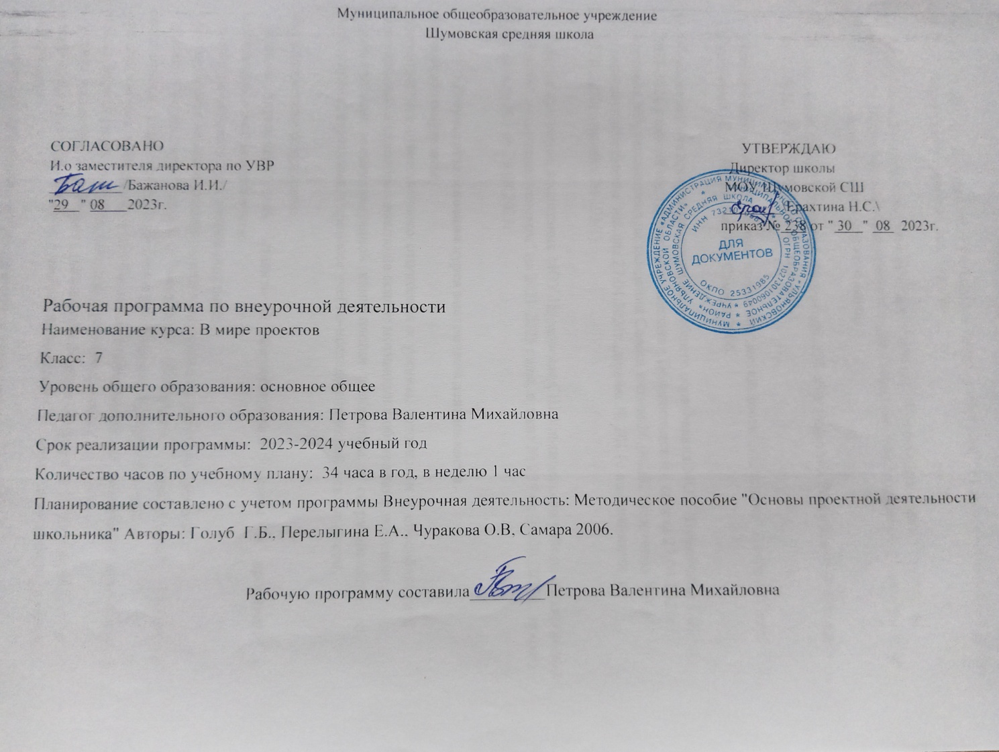 Муниципальное общеобразовательное учреждение
Шумовская средняя школа
СОГЛАСОВАНО
И.о заместителя директора по УВР
/Бажанова И.И./
"29 " 08 2023г.
УТВЕРЖДАЮ
Директор школы
МОУ Шумовской СШ
Ерахтина Н.С.\
приказ № 238 от " 30 " 08 2023г.
ДЛЯ
ДОКУМЕНТОВ
ОКПО 25331985
ОГРН 1027301060049
Рабочая программа по внеурочной деятельности
Наименование курса: В мире проектов
Класс: 7
Уровень общего образования: основное общее
Педагог дополнительного образования: Петрова Валентина Михайловна
Срок реализации программы: 2023-2024 учебный год
Количество часов по учебному плану: 34 часа в год, в неделю 1 час
Планирование составлено с учетом программы Внеурочная деятельность: Методическое пособие "Основы проектной деятельности
школьника" Авторы: Голуб Г.Б., Перелыгина Е.А., Чуракова О.В, Самара 2006.
Рабочую программу составила Петрова Валентина Михайловна